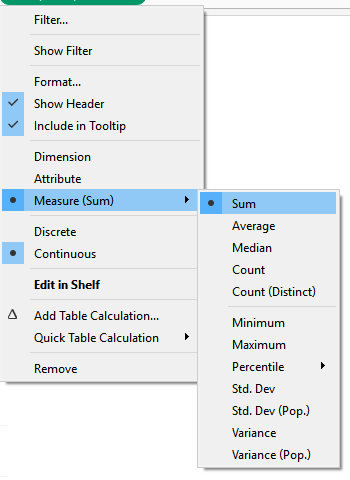 Filter...
Show Filter
Format...
Show Header
Include in Tooltip
Dimension
Attribute
Measure (Sum)
Discrete
Continuous
Edit in Shelf
Add Table Calculation...
Quick Table Calculation
Remove
Sum
Average
Median
Count
Count (Distinct)
Minimum
Maximum
Percentile
Std. Dev
Std. Dev (Pop.)
Variance
Variance (Pop.)